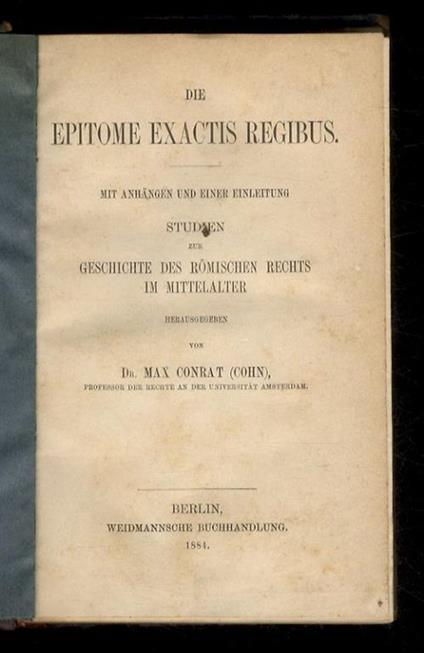 DIE
EPITOME EXACTIS REGIBUS.
MIT ANHÄNGEN UND EINER EINLEITUNG
STUDIEN
ZUR
GESCHICHTE DES RÖMISCHEN RECHTS
IM MITTELALTER
HERAUSGEGEBEN
VON
DR. MAX CONRAT (COHN),
PROFESSOR DER RECHTE AN DER UNIVERSITÄT AMSTERDAM.
BERLIN,
WEIDMANNSCHE BUCHHANDLUNG.
1884.